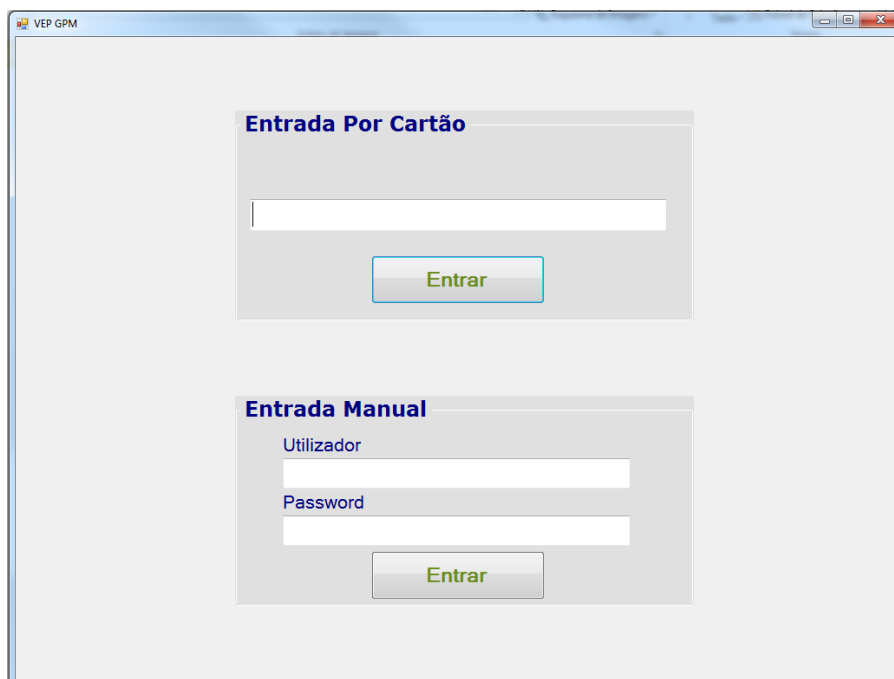 VEP GPM
Entrada Por Cartão
Entrar
Entrada Manual
Utilizador
Password
Entrar